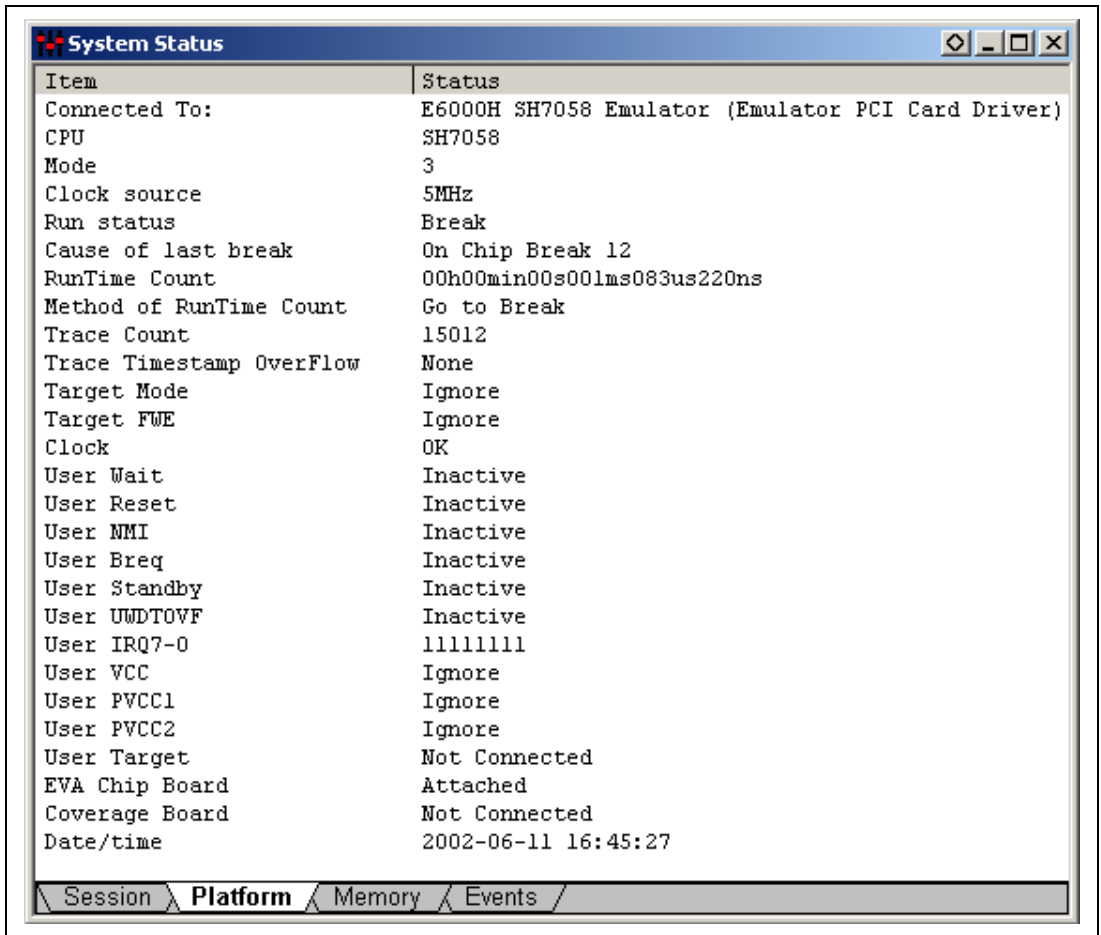 System Status
Item Status
Connected To: E6000H SH7058 Emulator (Emulator PCI Card Driver)
CPU SH7058
Mode 3
Clock source 5MHz
Run status Break
Cause of last break On Chip Break 12
RunTime Count 00h00min00s001ms083us220ns
Method of RunTime Count Go to Break
Trace Count 15012
Trace Timestamp OverFlow None
Target Mode Ignore
Target FWE Ignore
Clock OK
User Wait Inactive
User Reset Inactive
User NMI Inactive
User Breq Inactive
User Standby Inactive
User UWDTOVF Inactive
User IRQ7-0 11111111
User VCC Ignore
User PVCC1 Ignore
User PVCC2 Ignore
User Target Not Connected
EVA Chip Board Attached
Coverage Board Not Connected
Date/time 2002-06-11 16:45:27
Session Platform Memory Events